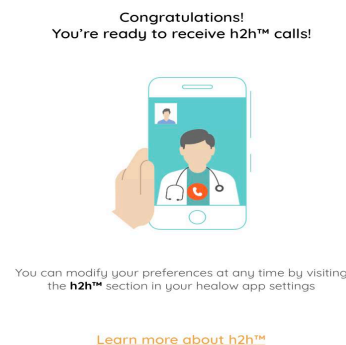 Congratulations!
You're ready to receive h2h™ calls!
You can modify your preferences at any time by visiting
the h2h™ section in your healow app settings
Learn more about h2h™